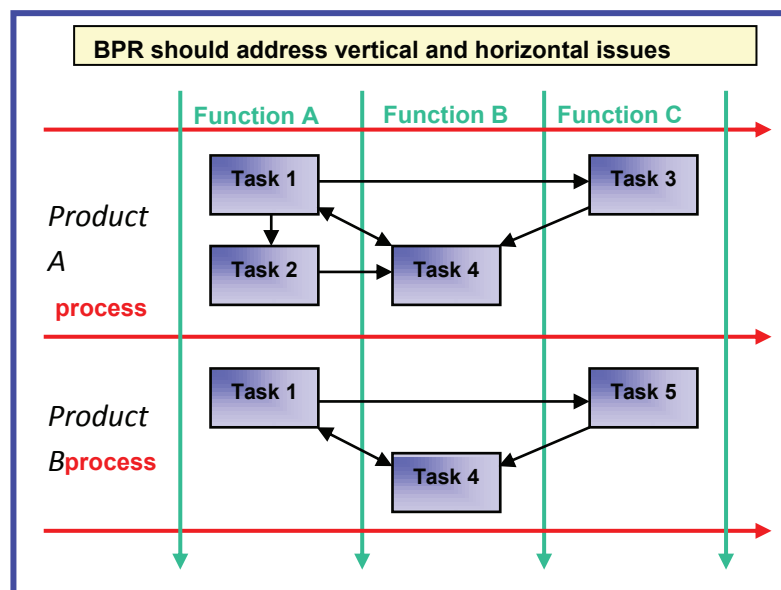 BPR should address vertical and horizontal issues
Function A Function B Function C
Task 1 Task 3
Product
A
Task 2 Task 4
process
Task 1 Task 5
Product
Bprocess
Task 4